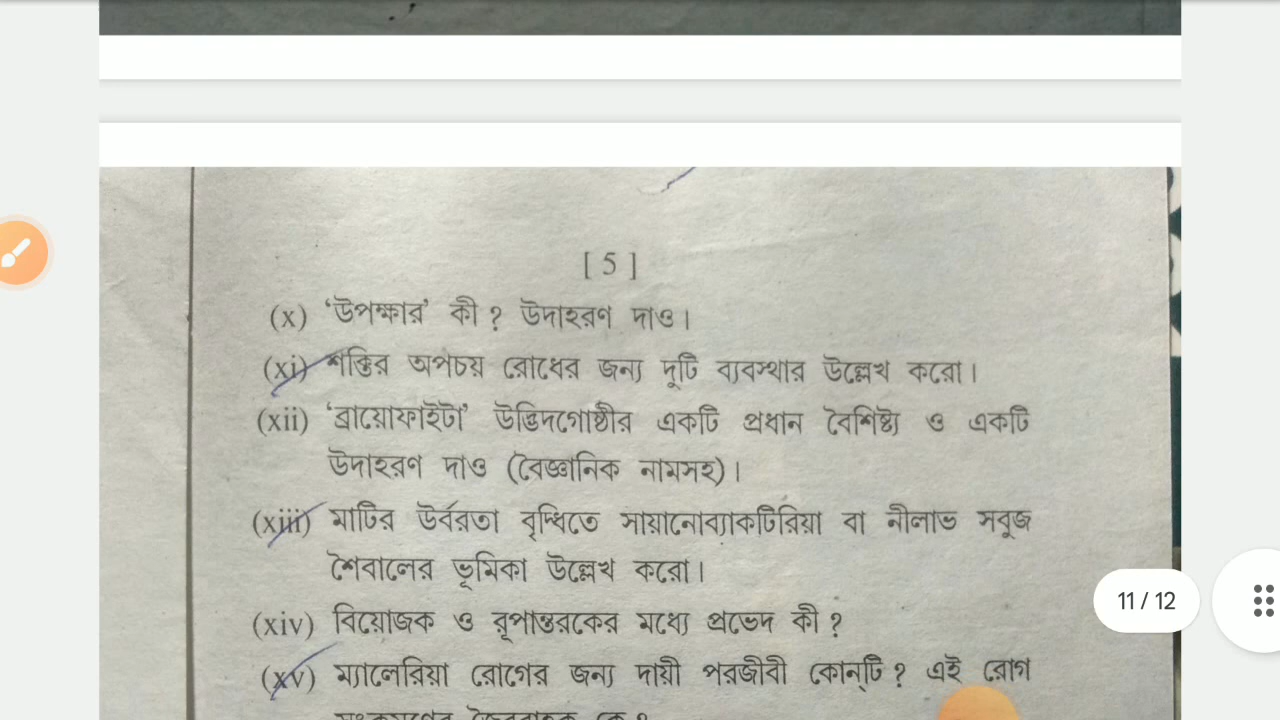 [ 5 ]
(x) ‘উপক্ষার’ কী ? উদাহরণ দাও।
(xi) শক্তির অপচয় রোধের জন্য দুটি ব্যবস্থার উল্লেখ করো।
(xii) ‘ব্রায়োফাইটা’ উদ্ভিদগোষ্ঠীর একটি প্রধান বৈশিষ্ট্য ও একটি
উদাহরণ দাও (বৈজ্ঞানিক নামসহ)।
(xiii) মাটির উর্বরতা বৃদ্ধিতে সায়ানোব্যাকটিরিয়া বা নীলাভ সবুজ
শৈবালের ভূমিকা উল্লেখ করো।
(xiv) বিয়োজক ও রূপান্তরকের মধ্যে প্রভেদ কী ?
(xv) ম্যালেরিয়া রোগের জন্য দায়ী পরজীবী কোন্‌টি ? এই রোগ
11 / 12